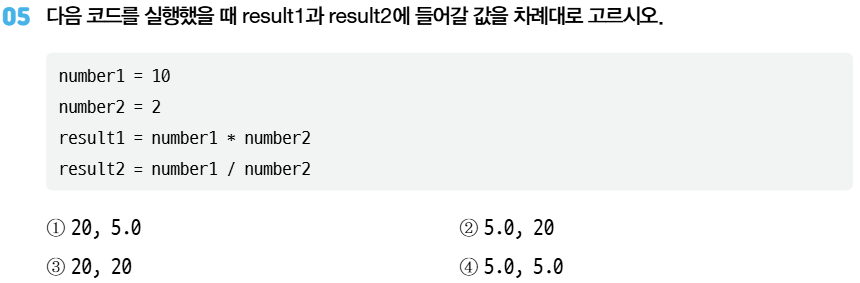 05 다음 코드를 실행했을 때 result1과 result2에 들어갈 값을 차례대로 고르시오.
number1 = 10
number2 = 2
result1 = number1 * number2
result2 = number1 / number2
① 20, 5.0 ② 5.0, 20
③ 20, 20 ④ 5.0, 5.0